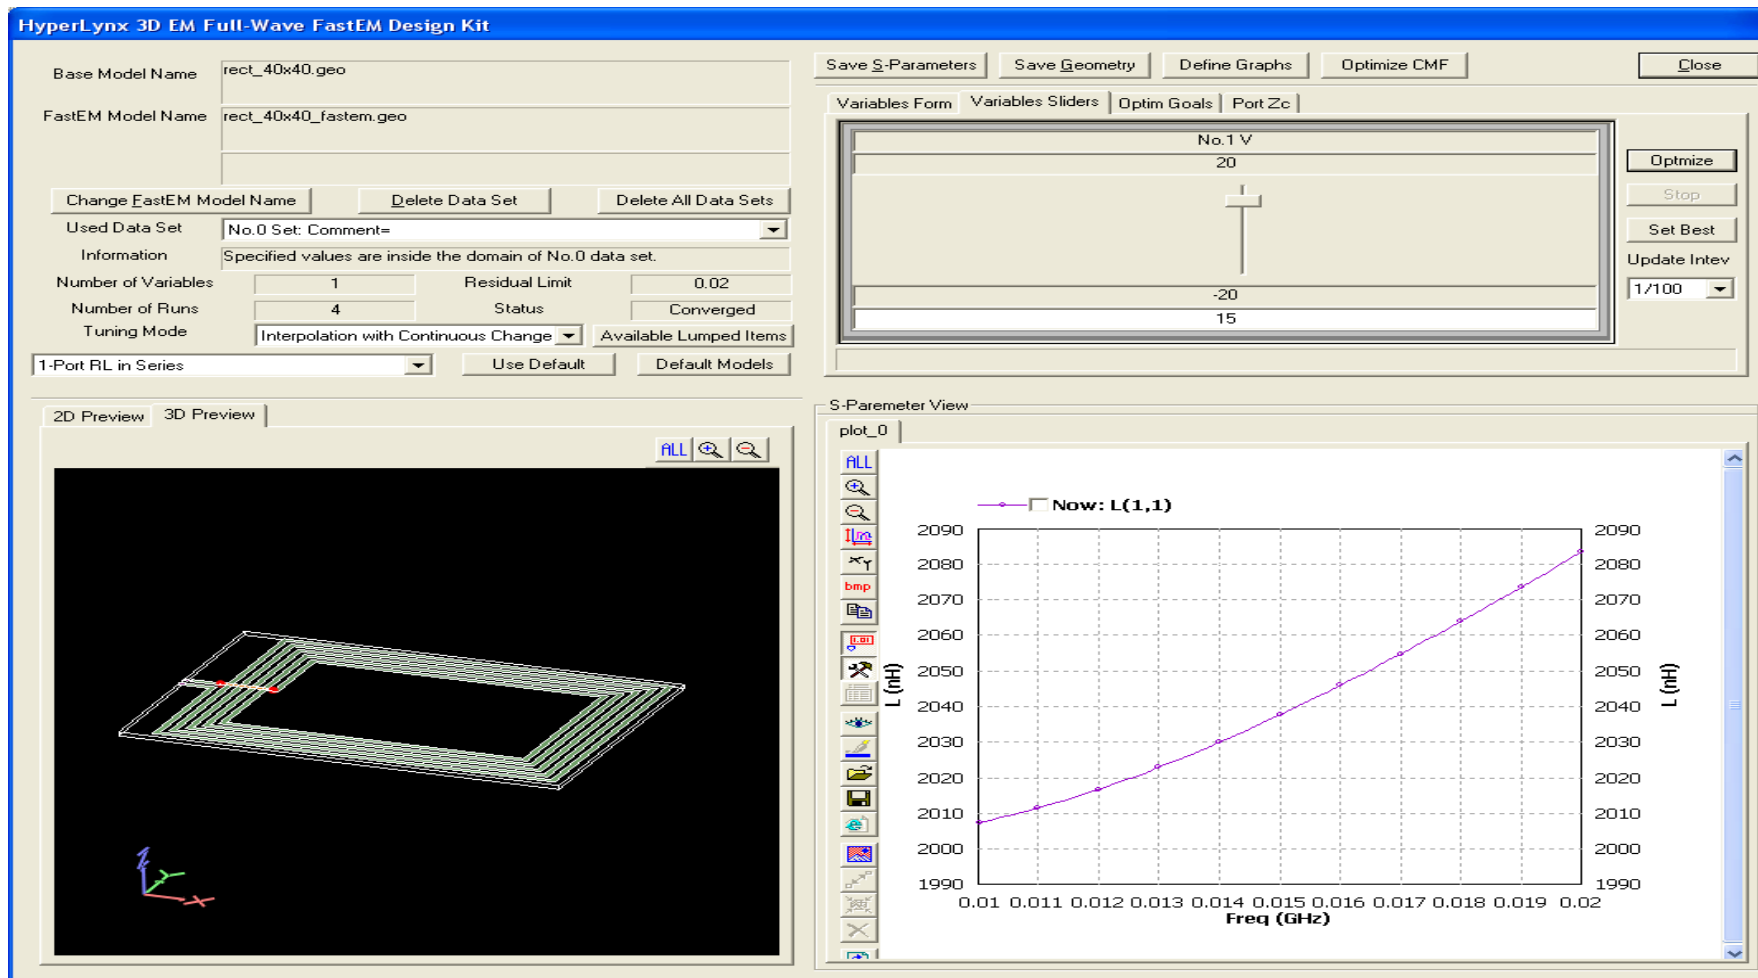 HyperLynx 3D EM Full-Wave FastEM Design Kit
Base Model Name
rect_40x40.geo
FastEM Model Name
rect_40x40_fastem.geo
Change FastEM Model Name
Delete Data Set
Delete All Data Sets
Used Data Set
No.0 Set: Comment=
Information
Specified values are inside the domain of No.0 data set.
Number of Variables
1
Residual Limit
0.02
Number of Runs
4
Status
Converged
Tuning Mode
Interpolation with Continuous Change
Available Lumped Items
1-Port RL in Series
Use Default
Default Models
Save S-Parameters
Save Geometry
Define Graphs
Optimize CMF
Close
Variables Form
Variables Sliders
Optim Goals
Port Zc
No.1 V
20
-20
15
Optmize
Stop
Set Best
Update Intev
1/100
2D Preview
3D Preview
ALL
Z
Y
X
S-Paremeter View
plot_0
ALL
XY
bmp
1.01
Now: L(1,1)
2090
2080
2070
2060
2050
2040
2030
2020
2010
2000
1990
L (nH)
2090
2080
2070
2060
2050
2040
2030
2020
2010
2000
1990
L (nH)
0.01 0.011 0.012 0.013 0.014 0.015 0.016 0.017 0.018 0.019 0.02
Freq (GHz)